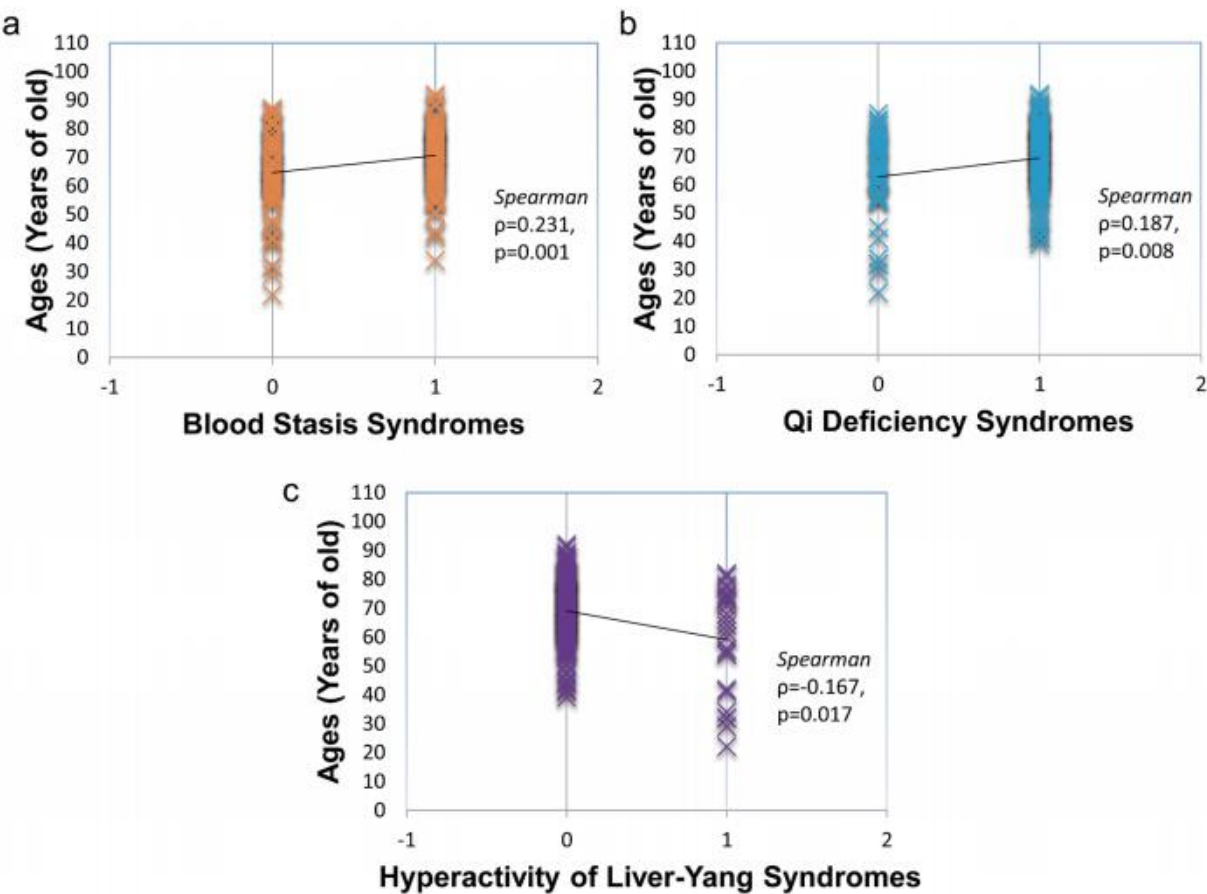 a
Ages (Years of old)
110
100
90
80
70
60
50
40
30
20
10
0
-1
0
1
2
Blood Stasis Syndromes
Spearman
ρ=0.231,
p=0.001
b
Ages (Years of old)
110
100
90
80
70
60
50
40
30
20
10
0
-1
0
1
2
Qi Deficiency Syndromes
Spearman
ρ=0.187,
p=0.008
c
Ages (Years of old)
110
100
90
80
70
60
50
40
30
20
10
0
-1
0
1
2
Hyperactivity of Liver-Yang Syndromes
Spearman
ρ=-0.167,
p=0.017